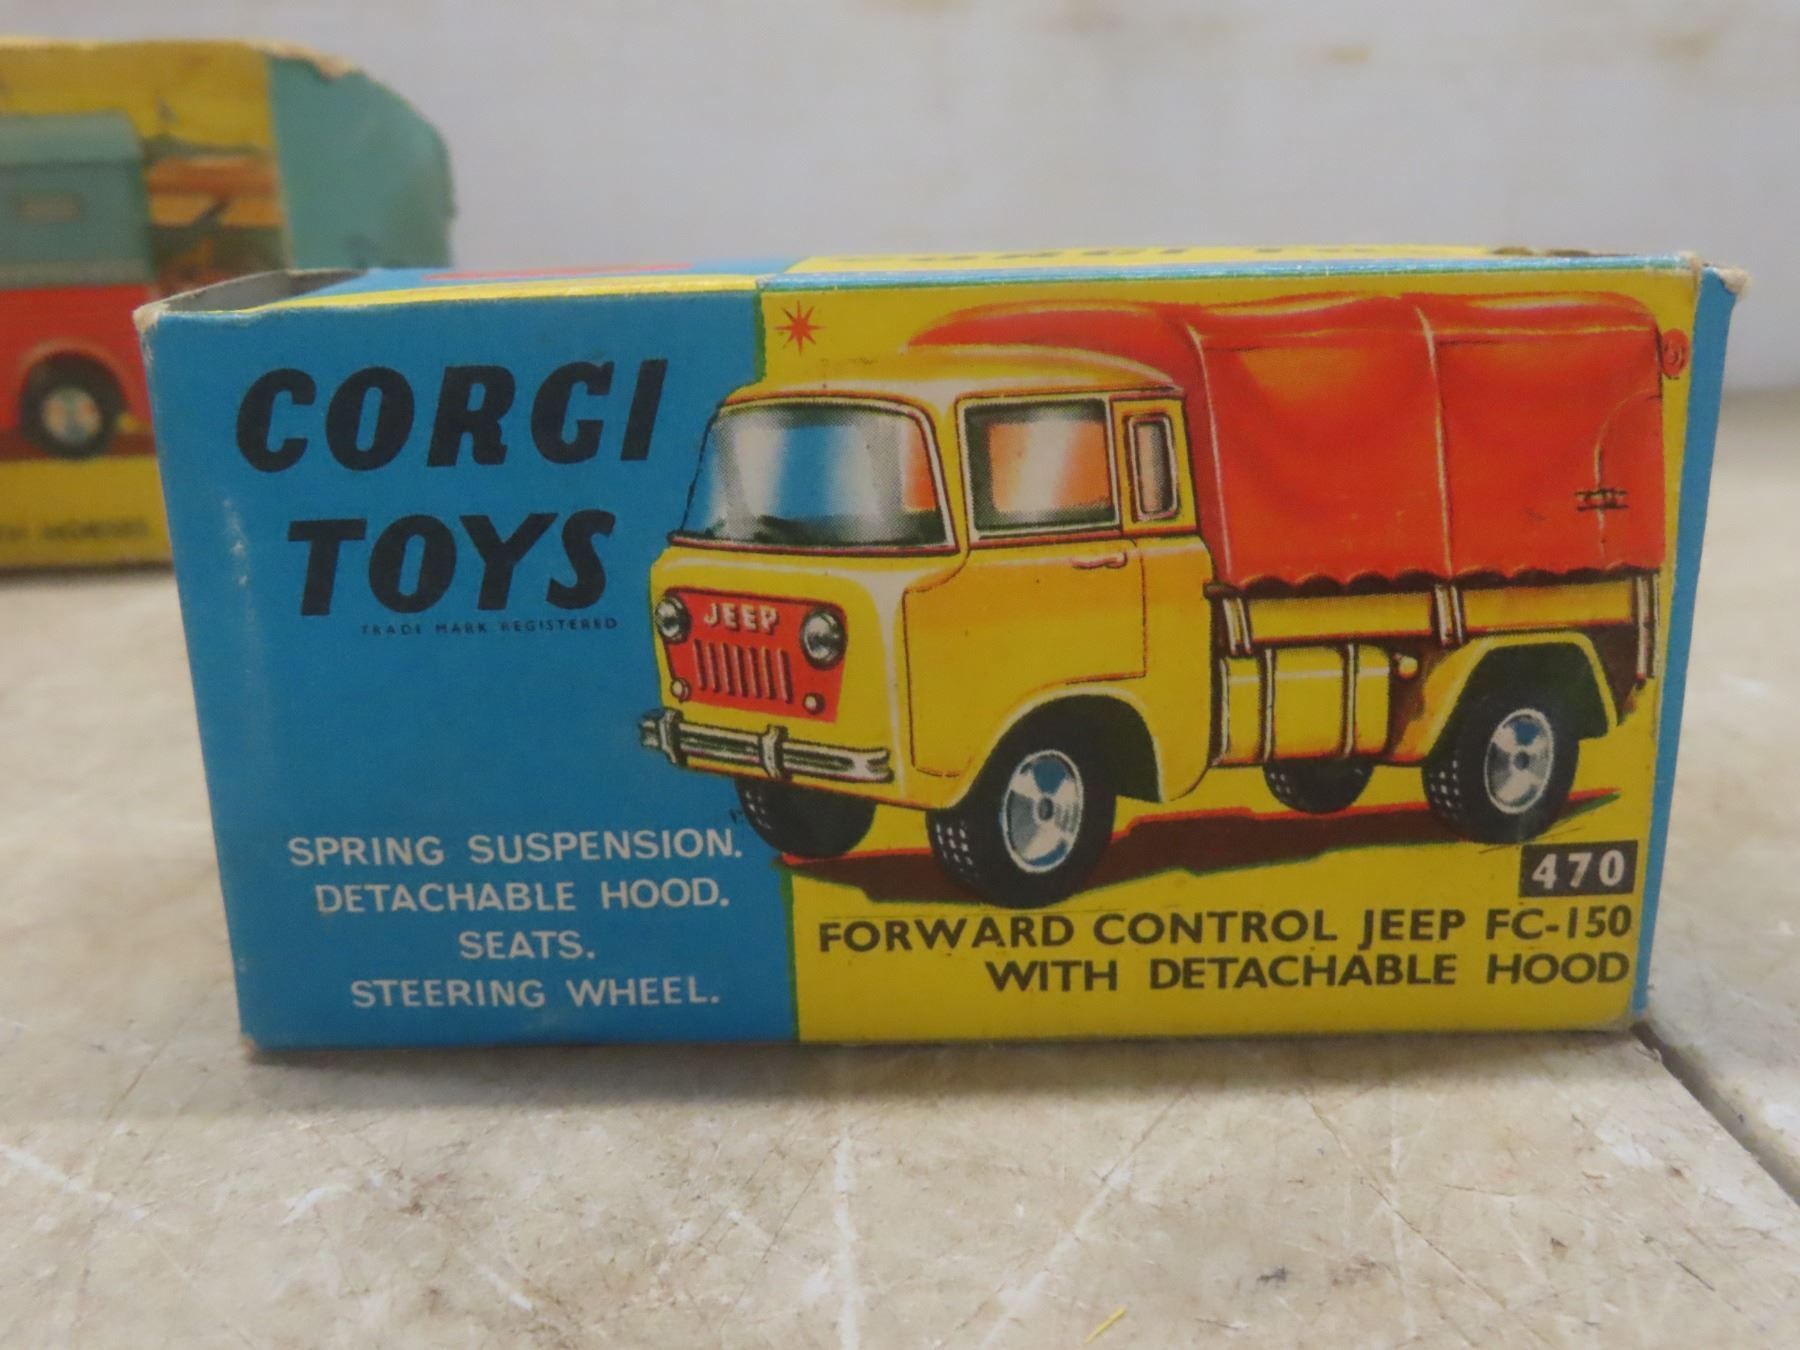 CORGI
TOYS
TRADE MARK REGISTERED
JEEP
SPRING SUSPENSION.
DETACHABLE HOOD.
SEATS.
STEERING WHEEL.
470
FORWARD CONTROL JEEP FC-150
WITH DETACHABLE HOOD